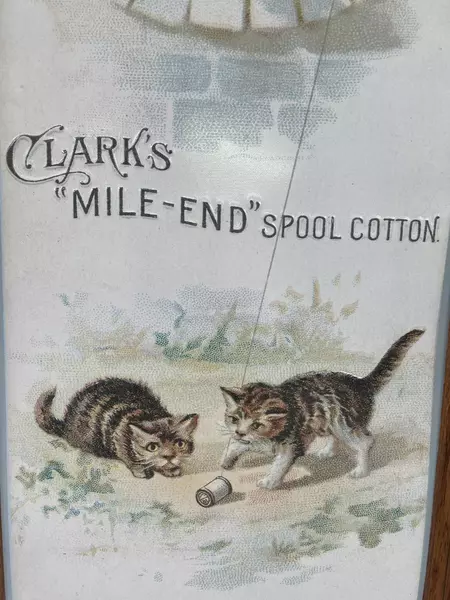 CLARK'S
"MILE-END" SPOOL COTTON.